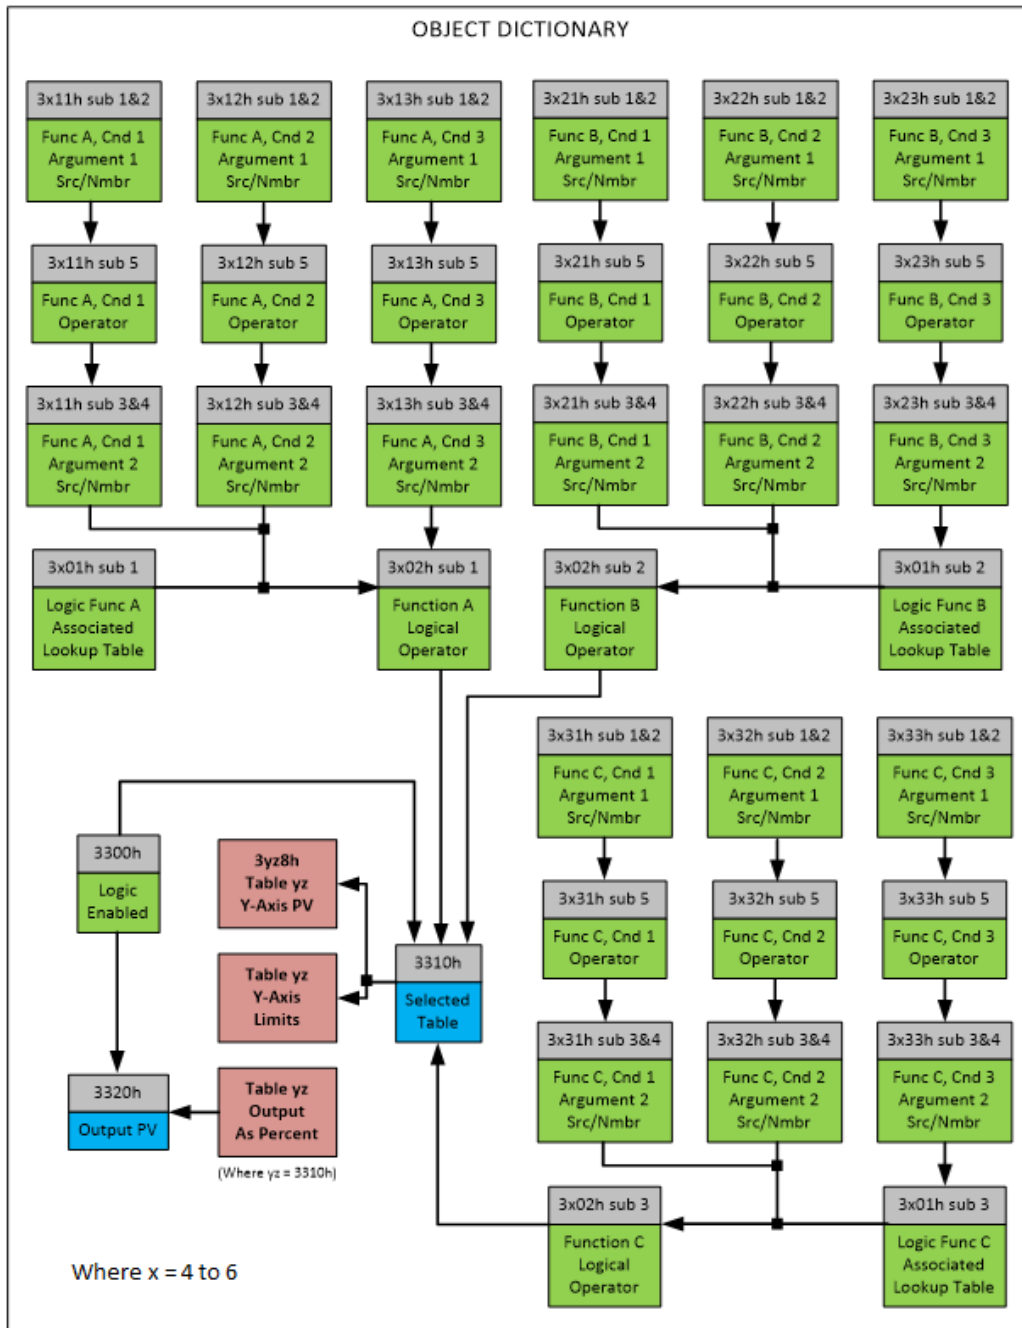 OBJECT DICTIONARY
3x11h sub 1&2
Func A, Cnd 1
Argument 1
Src/Nmbr
3x12h sub 1&2
Func A, Cnd 2
Argument 1
Src/Nmbr
3x13h sub 1&2
Func A, Cnd 3
Argument 1
Src/Nmbr
3x21h sub 1&2
Func B, Cnd 1
Argument 1
Src/Nmbr
3x22h sub 1&2
Func B, Cnd 2
Argument 1
Src/Nmbr
3x23h sub 1&2
Func B, Cnd 3
Argument 1
Src/Nmbr
3x11h sub 5
Func A, Cnd 1
Operator
3x12h sub 5
Func A, Cnd 2
Operator
3x13h sub 5
Func A, Cnd 3
Operator
3x21h sub 5
Func B, Cnd 1
Operator
3x22h sub 5
Func B, Cnd 2
Operator
3x23h sub 5
Func B, Cnd 3
Operator
3x11h sub 3&4
Func A, Cnd 1
Argument 2
Src/Nmbr
3x12h sub 3&4
Func A, Cnd 2
Argument 2
Src/Nmbr
3x13h sub 3&4
Func A, Cnd 3
Argument 2
Src/Nmbr
3x21h sub 3&4
Func B, Cnd 1
Argument 2
Src/Nmbr
3x22h sub 3&4
Func B, Cnd 2
Argument 2
Src/Nmbr
3x23h sub 3&4
Func B, Cnd 3
Argument 2
Src/Nmbr
3x01h sub 1
Logic Func A
Associated
Lookup Table
3x02h sub 1
Function A
Logical
Operator
3x02h sub 2
Function B
Logical
Operator
3x01h sub 2
Logic Func B
Associated
Lookup Table
3x31h sub 1&2
Func C, Cnd 1
Argument 1
Src/Nmbr
3x32h sub 1&2
Func C, Cnd 2
Argument 1
Src/Nmbr
3x33h sub 1&2
Func C, Cnd 3
Argument 1
Src/Nmbr
3300h
Logic
Enabled
3yz8h
Table yz
Y-Axis PV
3x31h sub 5
Func C, Cnd 1
Operator
3x32h sub 5
Func C, Cnd 2
Operator
3x33h sub 5
Func C, Cnd 3
Operator
Table yz
Y-Axis
Limits
3310h
Selected
Table
3x31h sub 3&4
Func C, Cnd 1
Argument 2
Src/Nmbr
3x32h sub 3&4
Func C, Cnd 2
Argument 2
Src/Nmbr
3x33h sub 3&4
Func C, Cnd 3
Argument 2
Src/Nmbr
3320h
Output PV
Table yz
Output
As Percent
(Where yz = 3310h)
3x02h sub 3
Function C
Logical
Operator
3x01h sub 3
Logic Func C
Associated
Lookup Table
Where x = 4 to 6